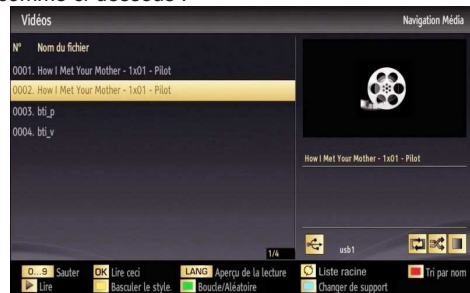 Vidéos Navigation Média
N° Nom du fichier
0001. How I Met Your Mother - 1x01 - Pilot
0002. How I Met Your Mother - 1x01 - Pilot
0003. bti_p
0004. bti_v
How I Met Your Mother - 1x01 - Pilot
1/4
usb1
0...9 Sauter OK Lire ceci LANG Aperçu de la lecture Liste racine Tri par nom
Lire Basculer le style. Boucle/Aléatoire Changer de support